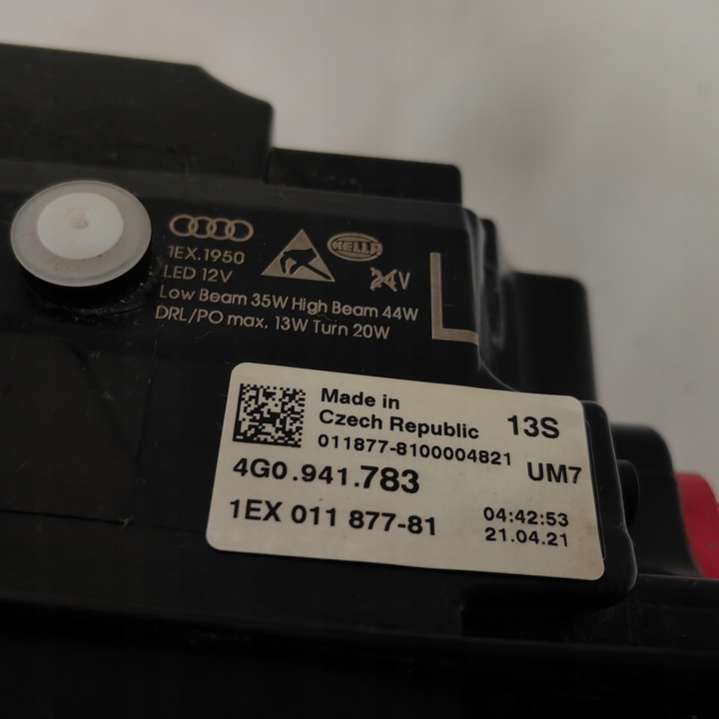 1EX.1950
LED 12V
HELLA
24V
Low Beam 35W High Beam 44W
DRL/PO max. 13W Turn 20W
L
Made in
Czech Republic
13S
011877-8100004821
UM7
4G0.941.783
1EX 011 877-81
04:42:53
21.04.21